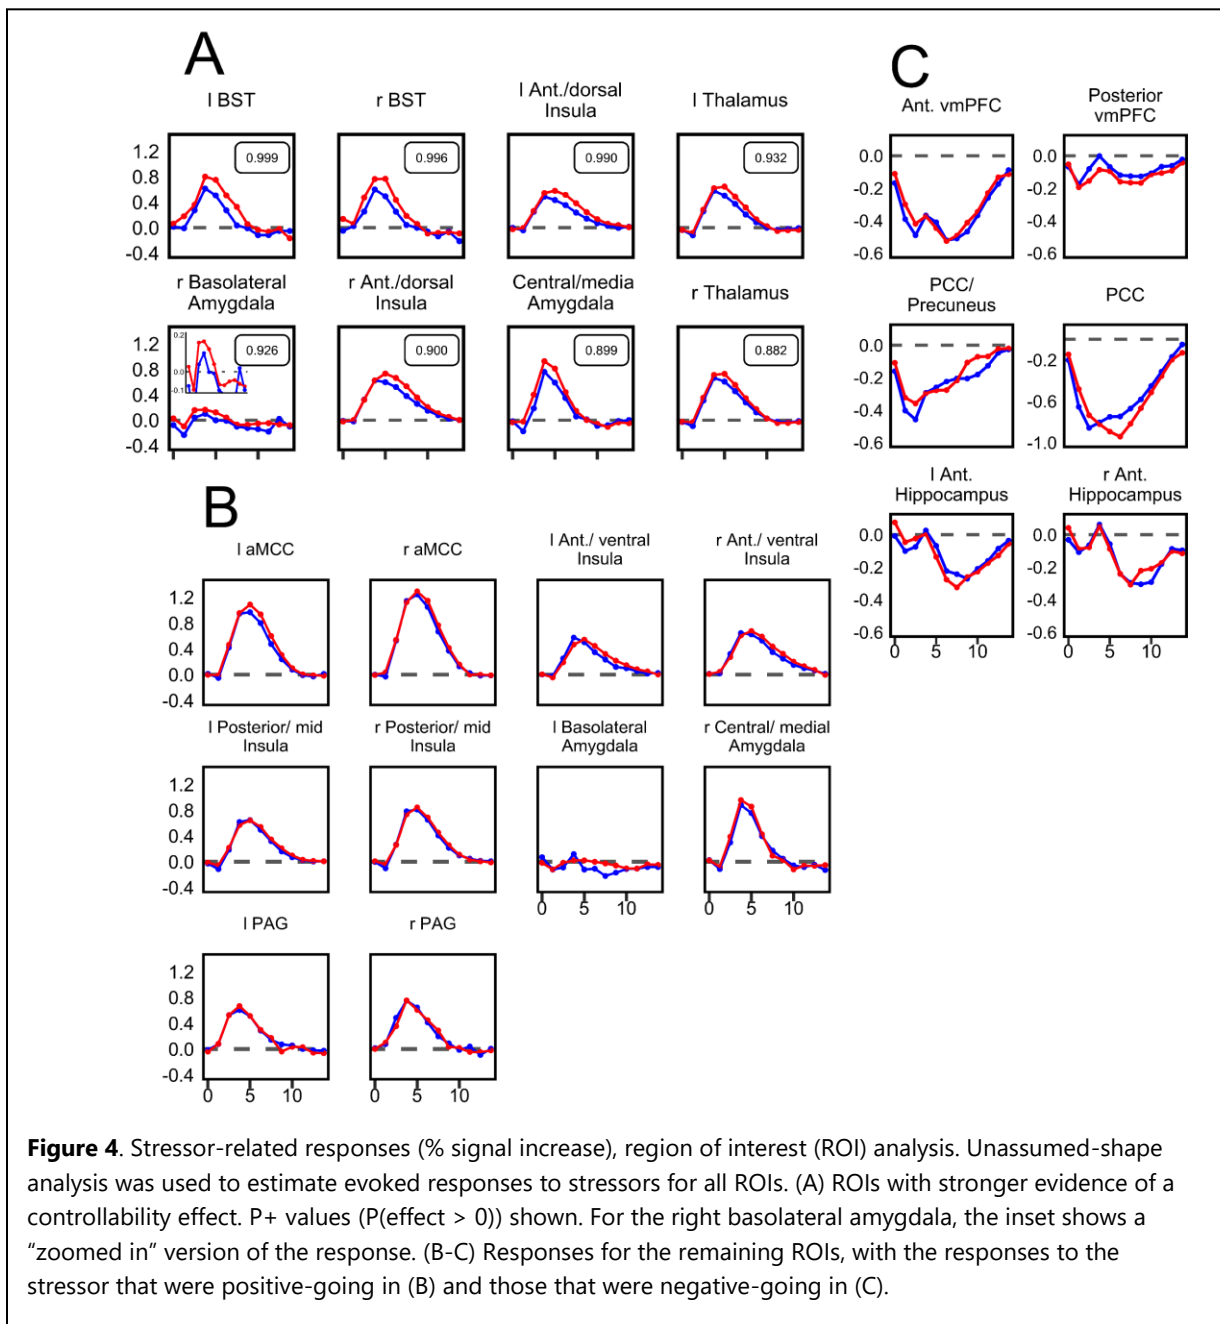 A
l BST
r BST
l Ant./dorsal
Insula
l Thalamus
1.2
0.8
0.4
0.0
-0.4
0.999
0.996
0.990
0.932
r Basolateral
Amygdala
r Ant./dorsal
Insula
Central/media
Amygdala
r Thalamus
1.2
0.8
0.4
0.0
-0.4
0.2
0.0
-0.1
0.926
0.900
0.899
0.882
B
l aMCC
r aMCC
l Ant./ ventral
Insula
r Ant./ ventral
Insula
1.2
0.8
0.4
0.0
-0.4
l Posterior/ mid
Insula
r Posterior/ mid
Insula
l Basolateral
Amygdala
r Central/ medial
Amygdala
1.2
0.8
0.4
0.0
-0.4
0 5 10
0 5 10
l PAG
r PAG
1.2
0.8
0.4
0.0
-0.4
0 5 10
0 5 10
C
Ant. vmPFC
Posterior
vmPFC
0.0
-0.2
-0.4
-0.6
0.0
-0.2
-0.4
-0.6
PCC/
Precuneus
PCC
0.0
-0.2
-0.4
-0.6
-0.2
-0.6
-1.0
l Ant.
Hippocampus
r Ant.
Hippocampus
0.0
-0.2
-0.4
-0.6
0.0
-0.2
-0.4
-0.6
0 5 10
0 5 10
Figure 4. Stressor-related responses (% signal increase), region of interest (ROI) analysis. Unassumed-shape
analysis was used to estimate evoked responses to stressors for all ROIs. (A) ROIs with stronger evidence of a
controllability effect. P+ values (P(effect > 0)) shown. For the right basolateral amygdala, the inset shows a
“zoomed in” version of the response. (B-C) Responses for the remaining ROIs, with the responses to the
stressor that were positive-going in (B) and those that were negative-going in (C).